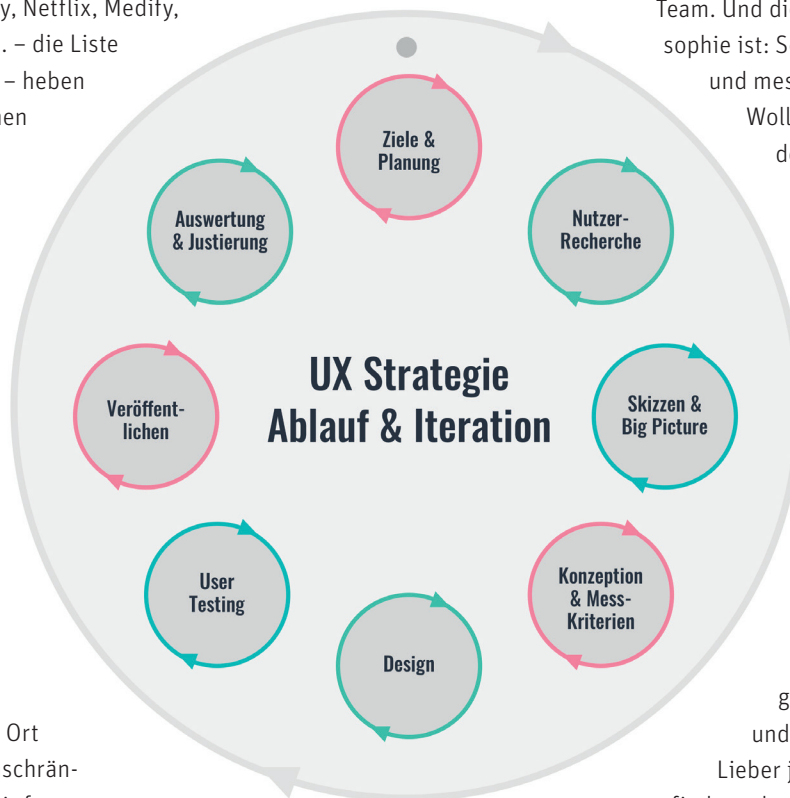 y, Netflix, Medify,
. – die Liste
– heben
Team. Und di
sophie ist: S
und mes
Woll
Ziele &
Planung
Nutzer-
Recherche
Skizzen &
Big Picture
Konzeption
& Mess-
Kriterien
Design
User
Testing
Veröffent-
lichen
Auswertung
& Justierung
UX Strategie
Ablauf & Iteration
Ort
schrän-
g
und
Lieber j